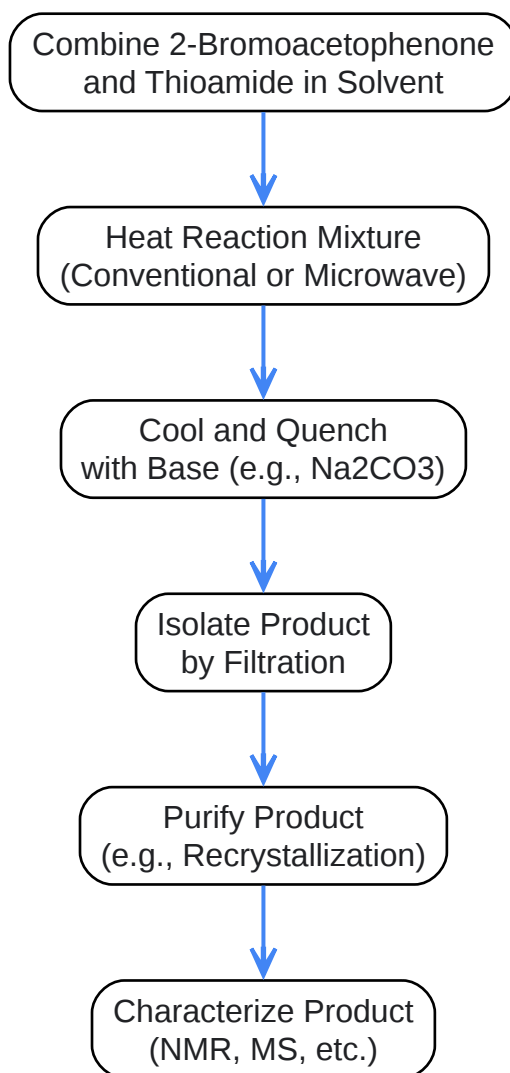 Combine 2-Bromoacetophenone
and Thioamide in Solvent
Heat Reaction Mixture
(Conventional or Microwave)
Cool and Quench
with Base (e.g., Na2CO3)
Isolate Product
by Filtration
Purify Product
(e.g., Recrystallization)
Characterize Product
(NMR, MS, etc.)